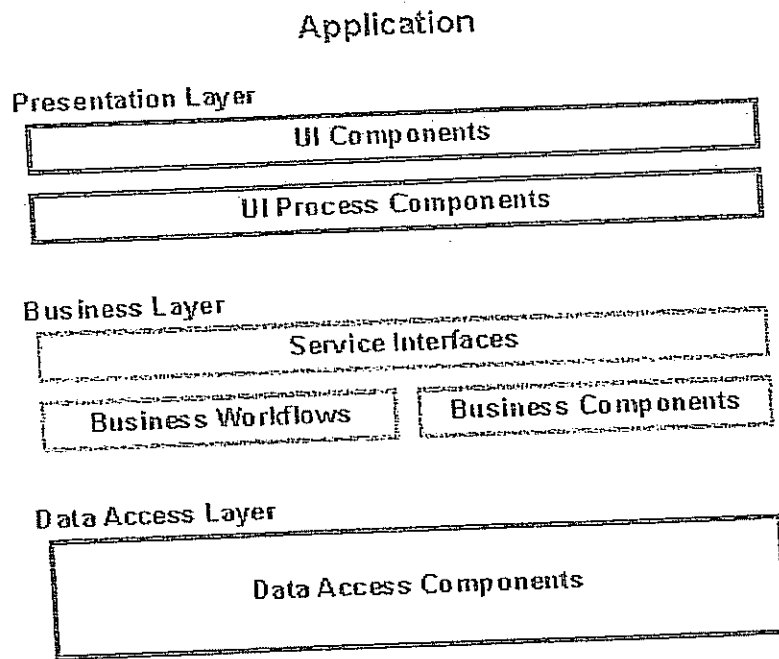 Application
Presentation Layer
UI Components
UI Process Components
Business Layer
Service Interfaces
Business Workflows
Business Components
Data Access Layer
Data Access Components